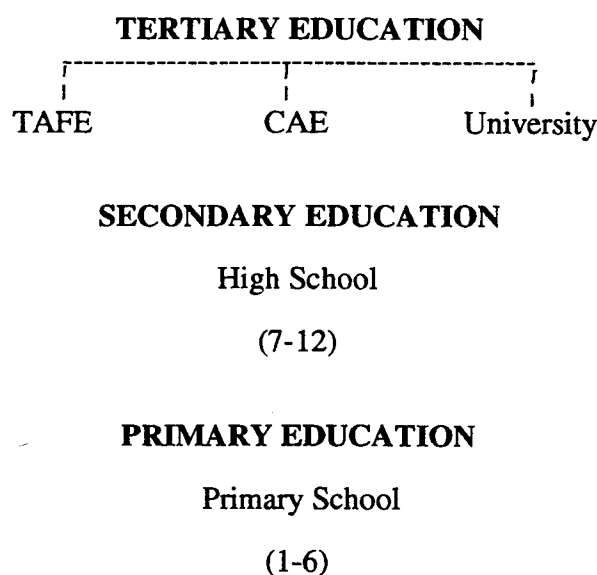 TERTIARY EDUCATION
TAFE CAE University
SECONDARY EDUCATION
High School
(7-12)
PRIMARY EDUCATION
Primary School
(1-6)